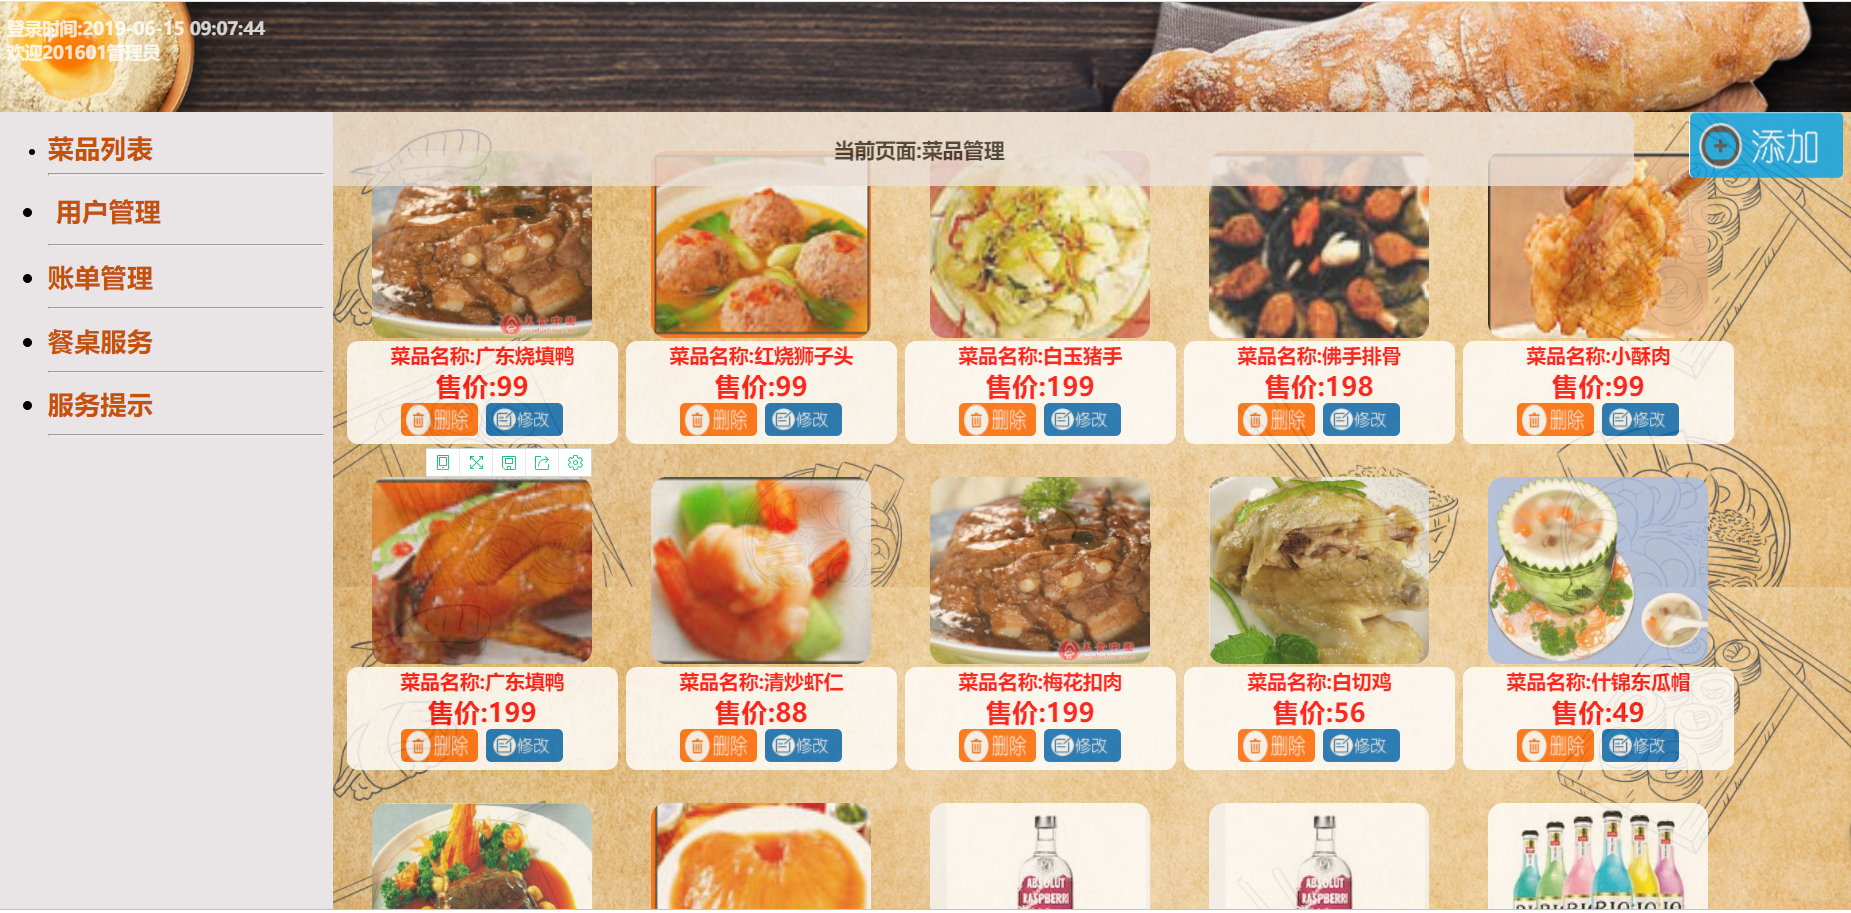 登录时间:2019-06-15 09:07:44
欢迎201601管理员
菜品列表
用户管理
账单管理
餐桌服务
服务提示
当前页面:菜品管理
添加
菜品名称:广东烧填鸭
售价:99
删除 修改
菜品名称:红烧狮子头
售价:99
删除 修改
菜品名称:白玉猪手
售价:199
删除 修改
菜品名称:佛手排骨
售价:198
删除 修改
菜品名称:小酥肉
售价:99
删除 修改
菜品名称:广东填鸭
售价:199
删除 修改
菜品名称:清炒虾仁
售价:88
删除 修改
菜品名称:梅花扣肉
售价:199
删除 修改
菜品名称:白切鸡
售价:56
删除 修改
菜品名称:什锦东瓜帽
售价:49
删除 修改
ABSOLUT
RASPBERRI
ABSOLUT
RASPBERRI